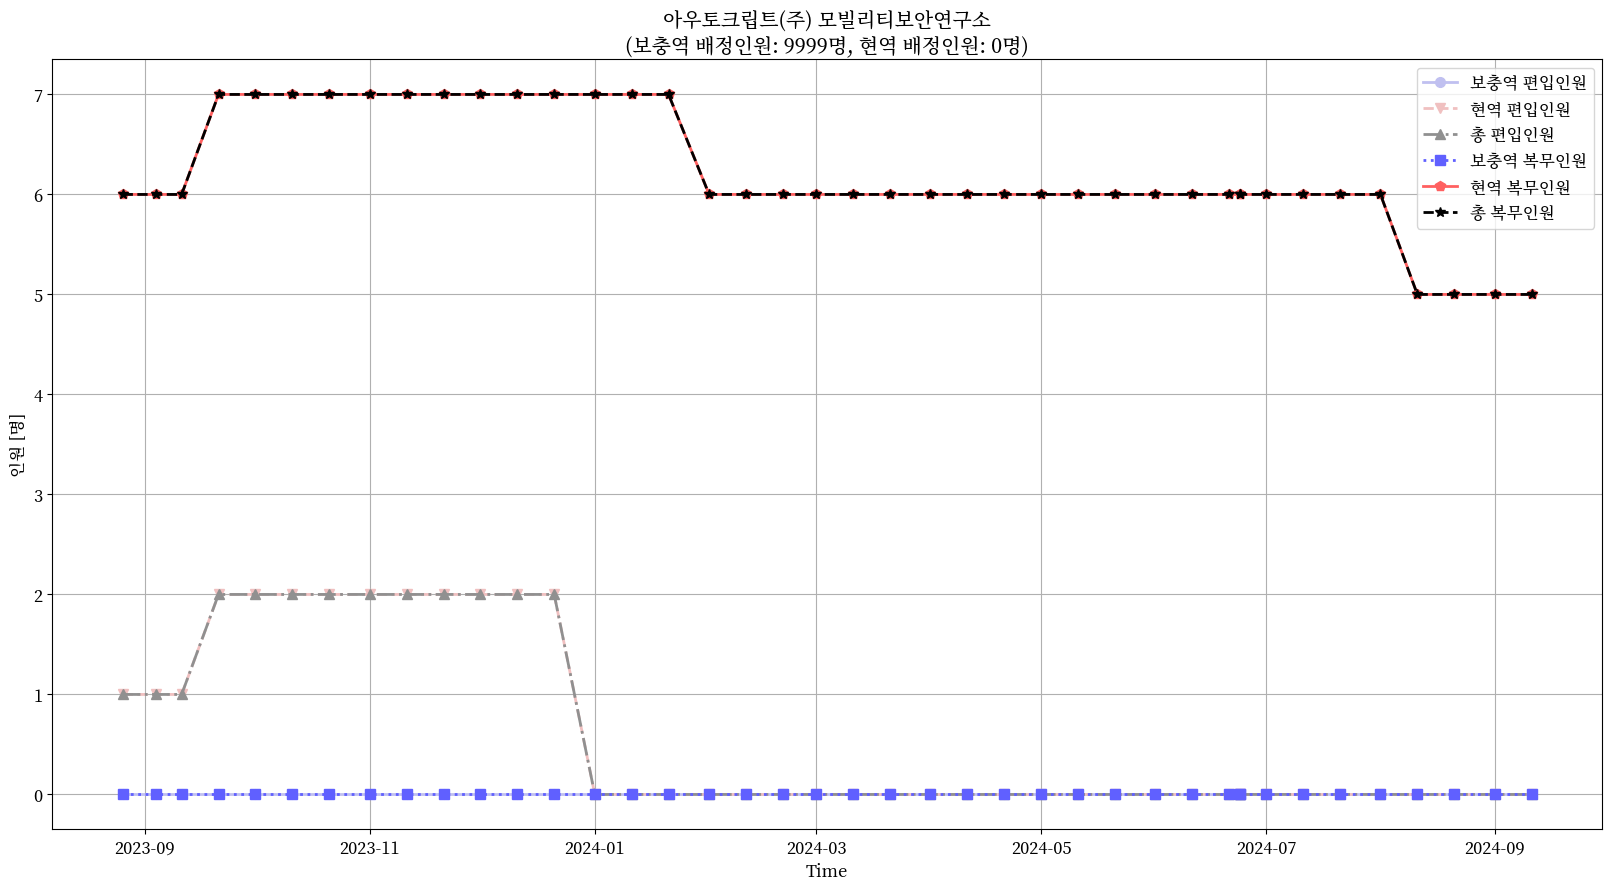 아우토크립트(주) 모빌리티보안연구소
(보충역 배정인원: 9999명, 현역 배정인원: 0명)
보충역 편입인원
현역 편입인원
총 편입인원
보충역 복무인원
현역 복무인원
총 복무인원
인원 [명]
7
6
5
4
3
2
1
0
2023-09
2023-11
2024-01
2024-03
2024-05
2024-07
2024-09
Time